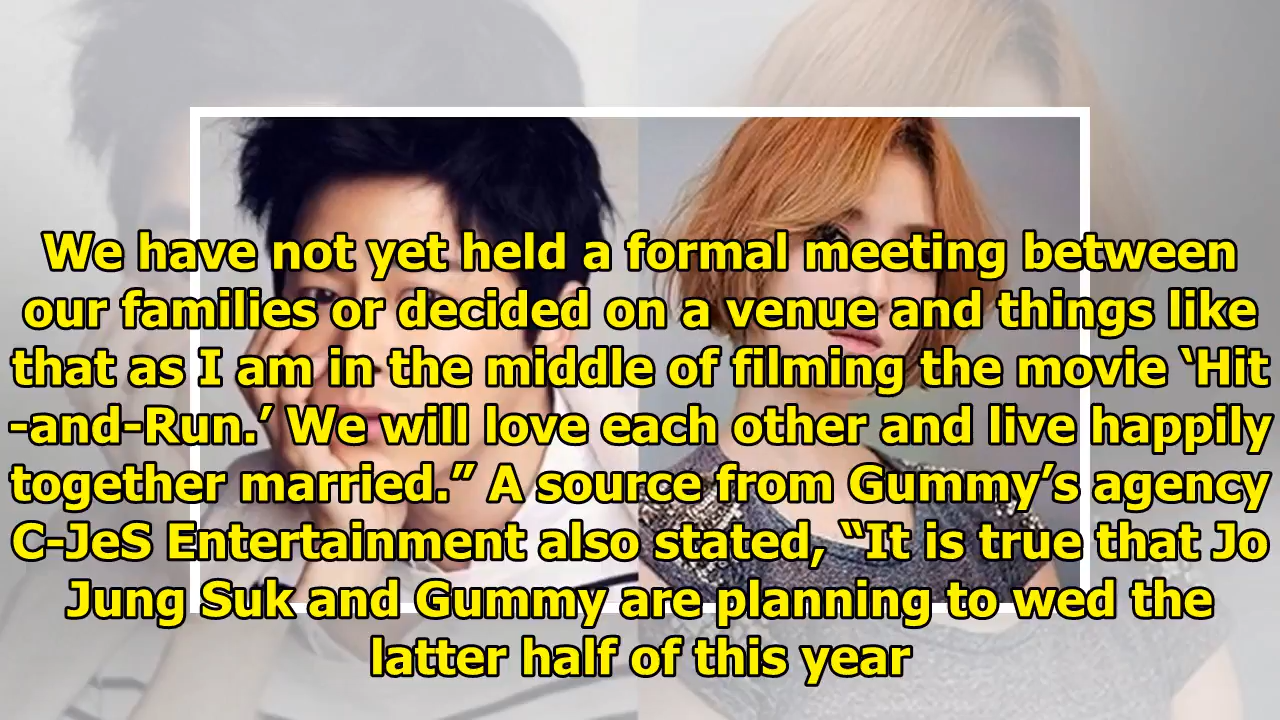 We have not yet held a formal meeting between
our families or decided on a venue and things like
that as I am in the middle of filming the movie ‘Hit
-and-Run.’ We will love each other and live happily
together married.” A source from Gummy’s agency
C-JeS Entertainment also stated, “It is true that Jo
Jung Suk and Gummy are planning to wed the
latter half of this year